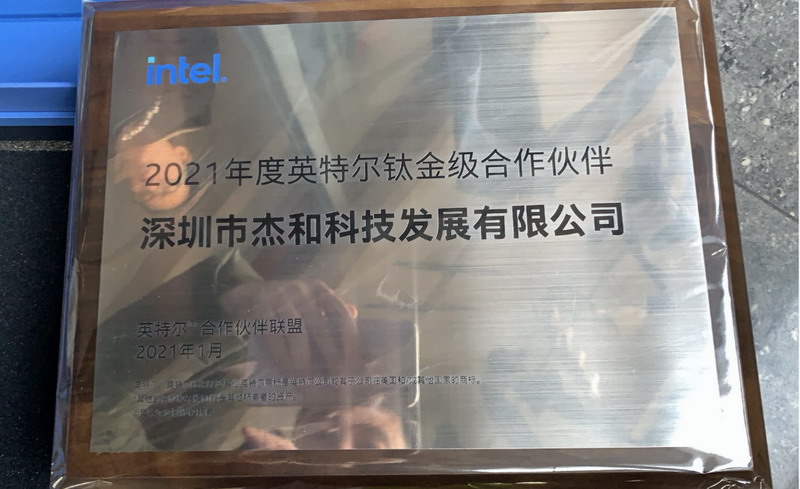 intel.
2021年度英特尔钛金级合作伙伴
深圳市杰和科技发展有限公司
英特尔®合作伙伴联盟
2021年1月